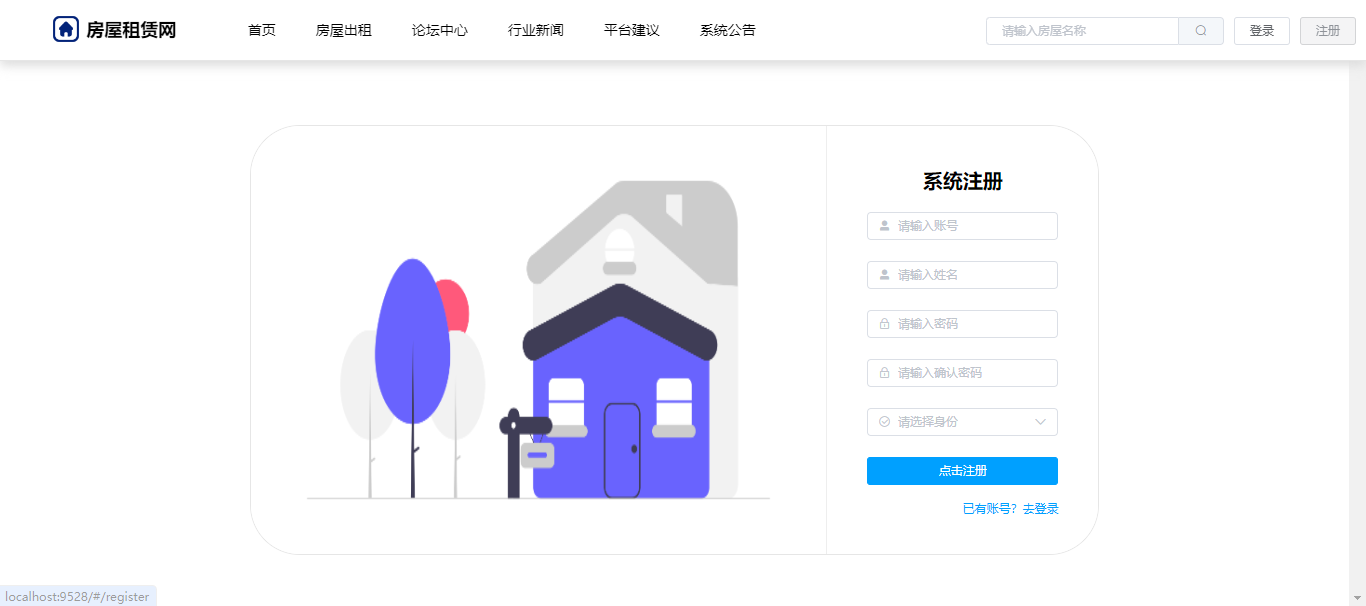 房屋租赁网
首页 房屋出租 论坛中心 行业新闻 平台建议 系统公告
请输入房屋名称
登录
注册
系统注册
请输入账号
请输入姓名
请输入密码
请输入确认密码
请选择身份
点击注册
已有账号？去登录
localhost:9528/#/register